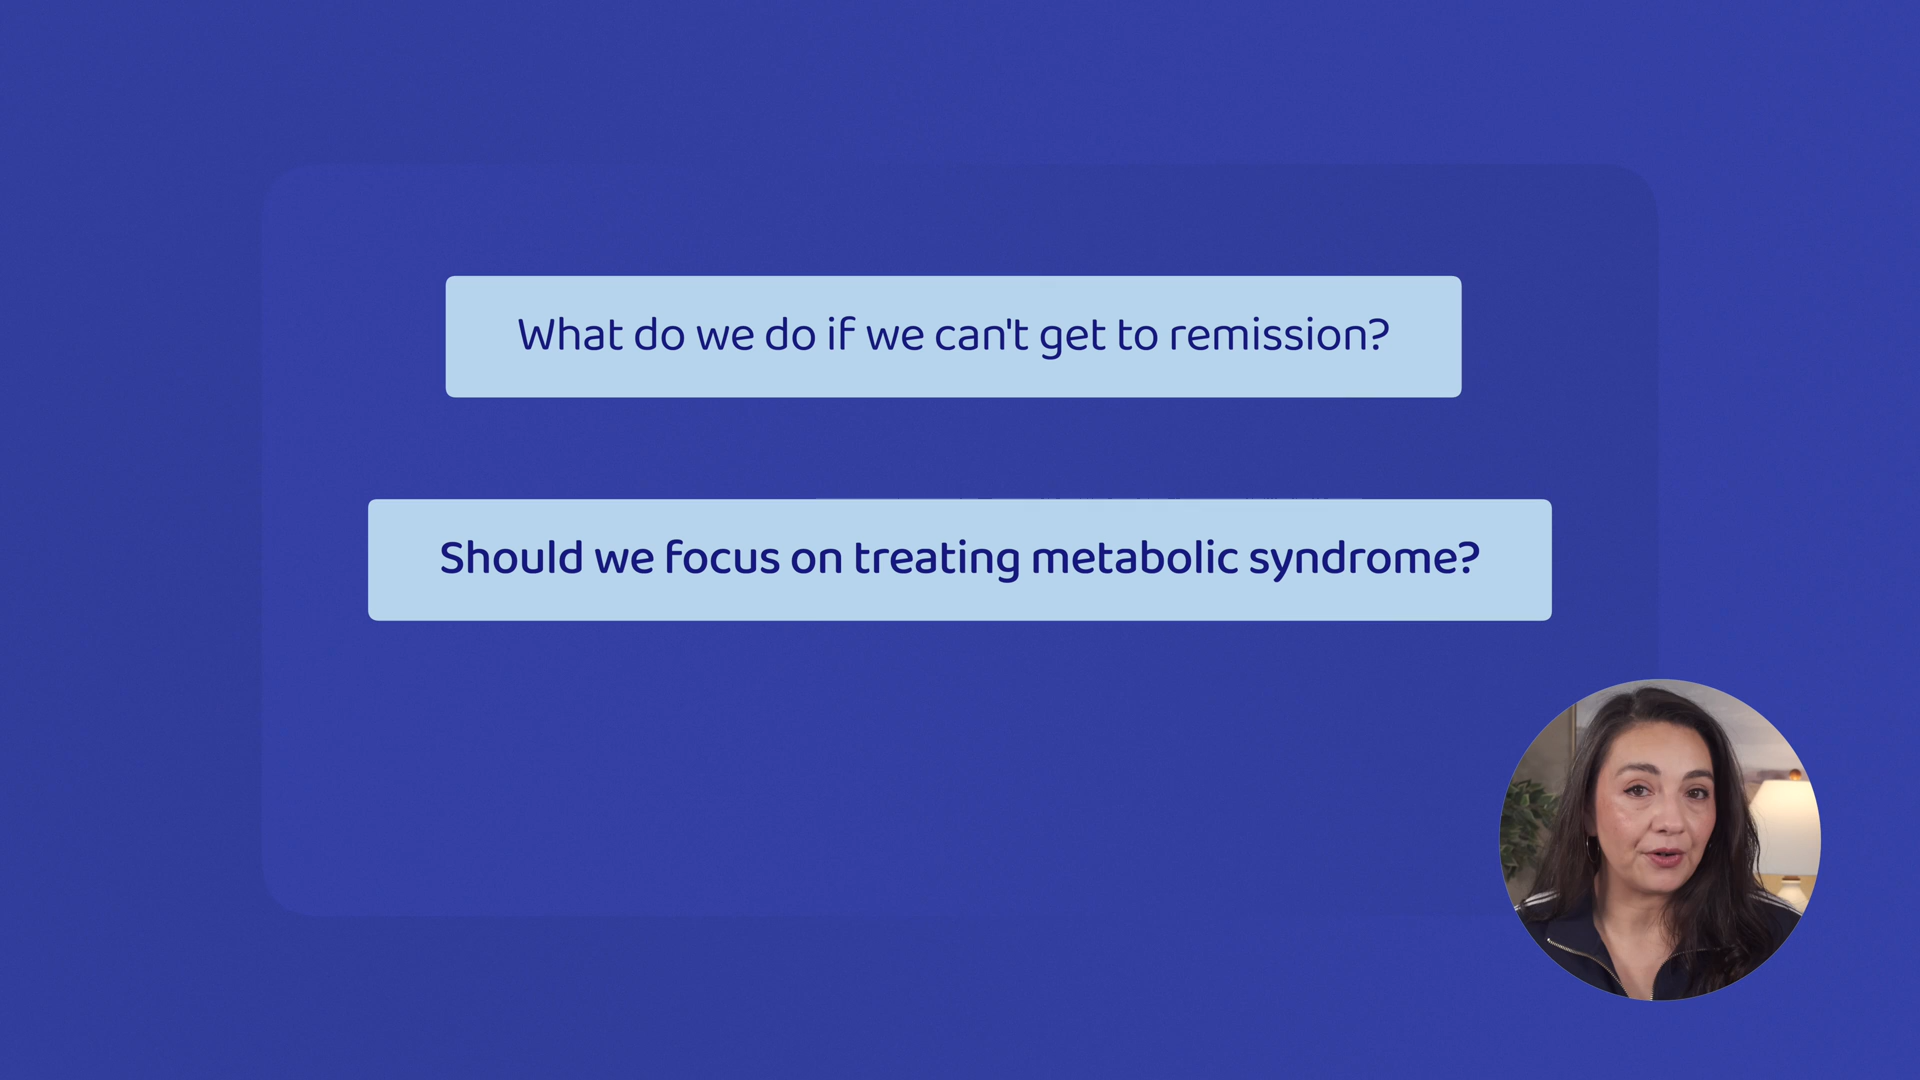 What do we do if we can't get to remission?
Should we focus on treating metabolic syndrome?